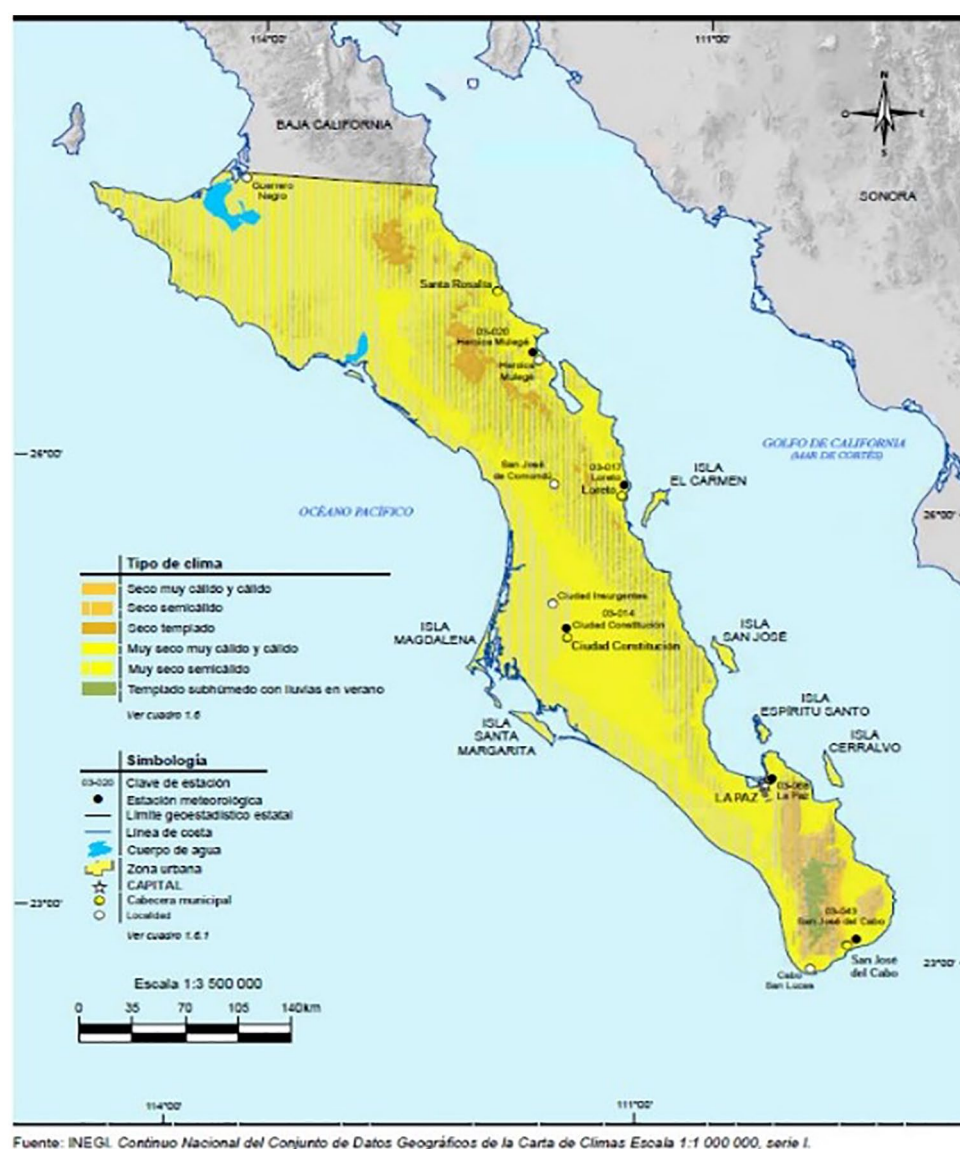 114°00'
111°00'
N
O
E
S
BAJA CALIFORNIA
SONORA
Guerrero
Negro
Santa Rosalía
03-020
Heroica Mulegé
Heroica
Mulegé
26°00'
GOLFO DE CALIFORNIA
(MAR DE CORTÉS)
San José
de Comondú
03-017
Loreto
Loreto
ISLA
EL CARMEN
OCÉANO PACÍFICO
26°00'
Tipo de clima
Seco muy cálido y cálido
Seco semicálido
Seco templado
Muy seco muy cálido y cálido
Muy seco semicálido
Templado subhúmedo con lluvias en verano
Ver cuadro 1.6
Ciudad Insurgentes
03-014
Ciudad Constitución
Ciudad Constitución
ISLA
MAGDALENA
ISLA
SAN JOSÉ
ISLA
SANTA
MARGARITA
ISLA
ESPÍRITU SANTO
ISLA
CERRALVO
LA PAZ
La Paz
Simbología
03-020 Clave de estación
Estación meteorológica
Límite geoestadístico estatal
Línea de costa
Cuerpo de agua
Zona urbana
CAPITAL
Cabecera municipal
Localidad
Ver cuadro 1.6.1
23°00'
03-043
San José del Cabo
San José
del Cabo
23°00'
Cabo
San Lucas
Escala 1:3 500 000
0 35 70 105 140km
114°00'
111°00'
Fuente: INEGI. Continuo Nacional del Conjunto de Datos Geográficos de la Carta de Climas Escala 1:1 000 000, serie I.